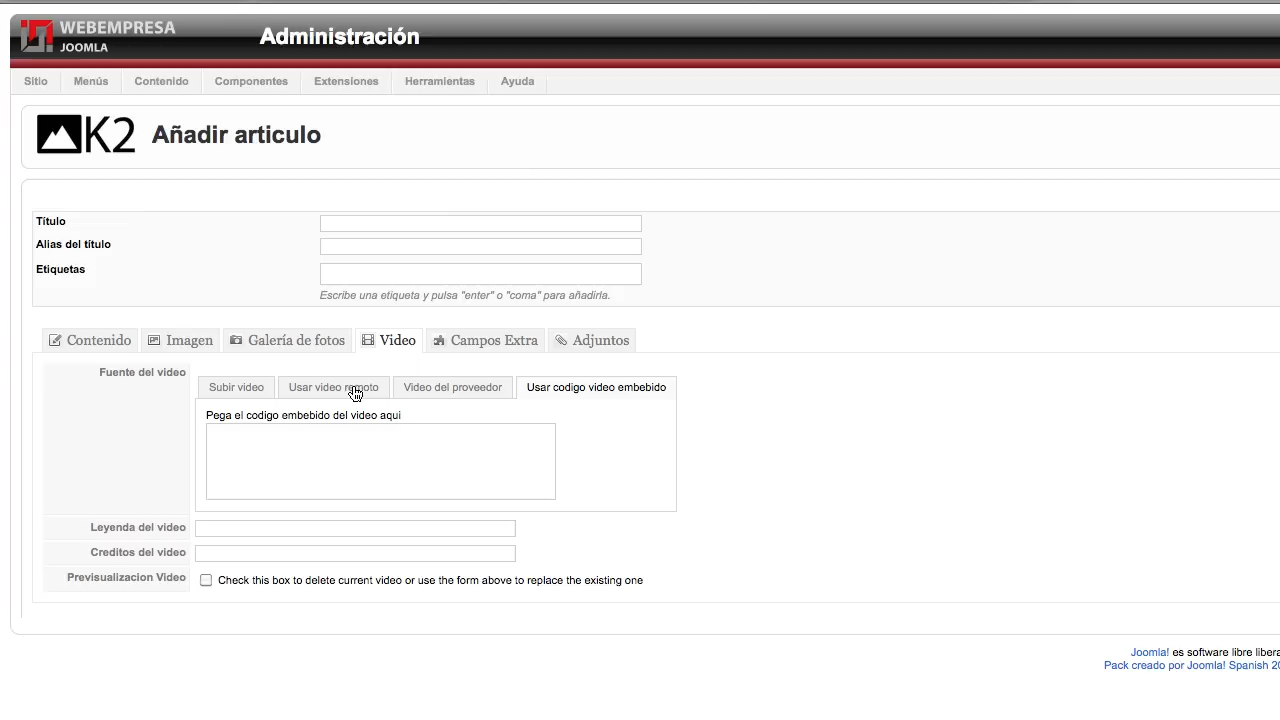 WEBEMPRESA
JOOMLA
Administración
Sitio Menús Contenido Componentes Extensiones Herramientas Ayuda
K2 Añadir articulo
Título
Alias del título
Etiquetas
Escribe una etiqueta y pulsa "enter" o "coma" para añadirla.
Contenido Imagen Galería de fotos Video Campos Extra Adjuntos
Fuente del video
Subir video Usar video remoto Video del proveedor Usar codigo video embebido
Pega el codigo embebido del video aqui
Leyenda del video
Creditos del video
Previsualizacion Video Check this box to delete current video or use the form above to replace the existing one
Joomla! es software libre libera
Pack creado por Joomla! Spanish 20